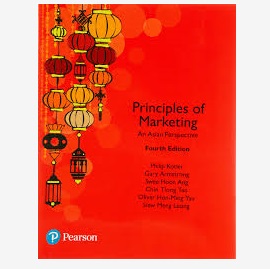 Principles of
Marketing
An Asian Perspective
Fourth Edition
Philip Kotler
Gary Armstrong
Swee Hoon Ang
Chin Tiong Tan
Oliver Hon-Ming Yau
Siew Meng Leong
Pearson